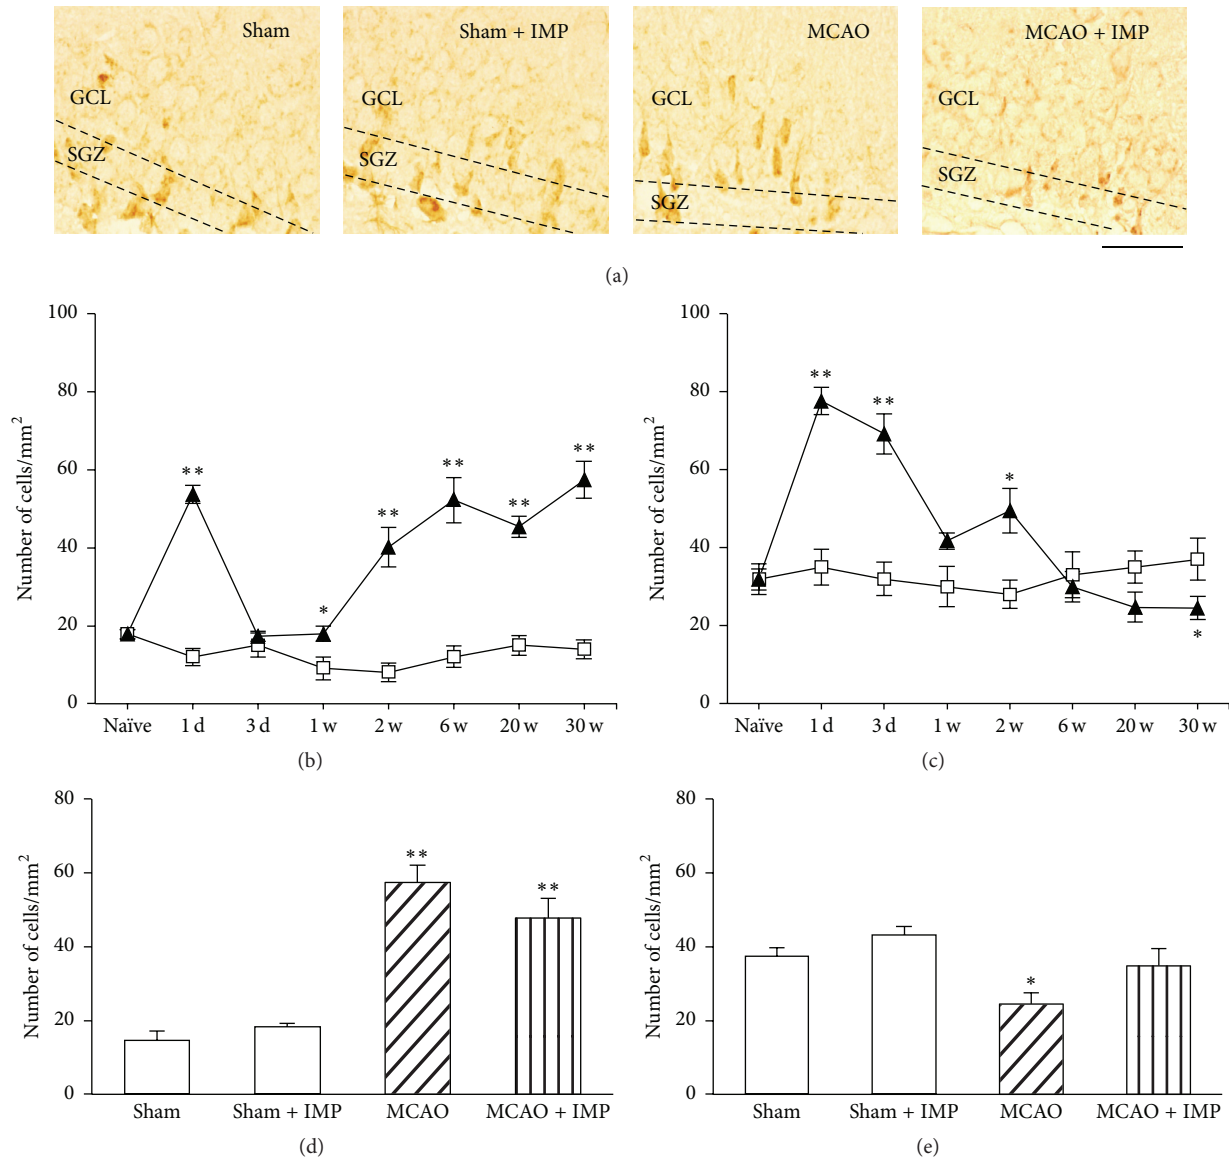 Sham
Sham + IMP
MCAO
MCAO + IMP
GCL
GCL
GCL
GCL
SGZ
SGZ
SGZ
SGZ
(a)
100
80
60
40
20
0
Number of cells/mm²
** ** ** ** ** *
Naïve 1 d 3 d 1 w 2 w 6 w 20 w 30 w
(b)
100
80
60
40
20
0
Number of cells/mm²
** ** * *
Naïve 1 d 3 d 1 w 2 w 6 w 20 w 30 w
(c)
80
60
40
20
0
Number of cells/mm²
** **
Sham Sham + IMP MCAO MCAO + IMP
(d)
80
60
40
20
0
Number of cells/mm²
*
Sham Sham + IMP MCAO MCAO + IMP
(e)